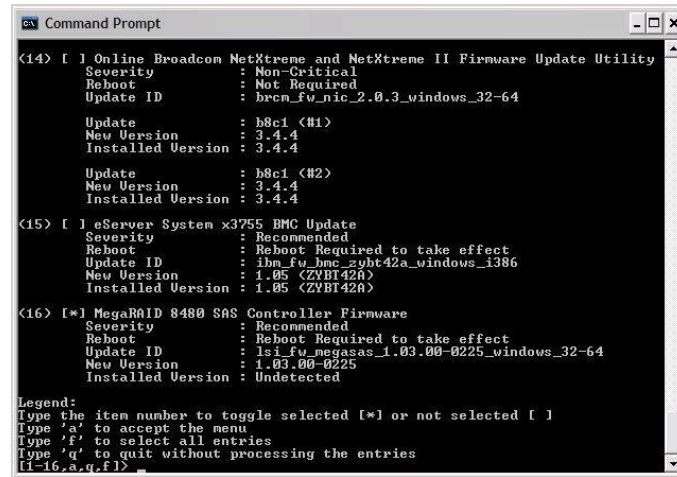 Command Prompt
(14) [ ] Online Broadcom NetXtreme and NetXtreme II Firmware Update Utility
Severity : Non-Critical
Reboot : Not Required
Update ID : brcm_fw_nic_2.0.3_windows_32-64
Update : b8c1 (#1)
New Version : 3.4.4
Installed Version : 3.4.4
Update : b8c1 (#2)
New Version : 3.4.4
Installed Version : 3.4.4
(15) [ ] eServer System x3755 BMC Update
Severity : Recommended
Reboot : Reboot Required to take effect
Update ID : ibm_fw_bmc_zybt42a_windows_i386
New Version : 1.05 (ZYBT42A)
Installed Version : 1.05 (ZYBT42A)
(16) [*] MegaRAID 8480 SAS Controller Firmware
Severity : Recommended
Reboot : Reboot Required to take effect
Update ID : lsi_fw_megasas_1.03.00-0225_windows_32-64
New Version : 1.03.00-0225
Installed Version : Undetected
Legend:
Type the item number to toggle selected [*] or not selected [ ]
Type 'a' to accept the menu
Type 'f' to select all entries
Type 'q' to quit without processing the entries
[1-16,a,q,f]> _